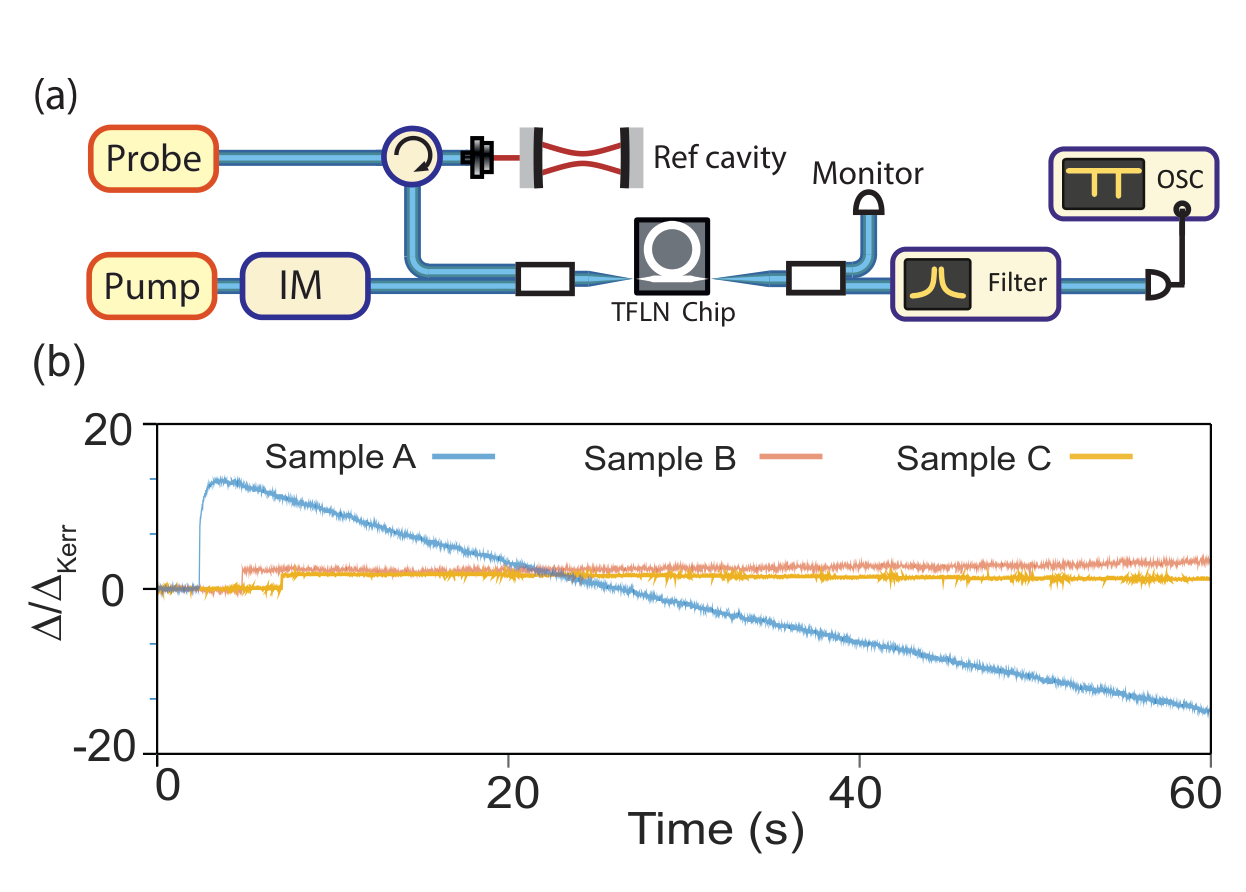 (a)
Probe
Ref cavity
Monitor
OSC
Pump
IM
Filter
TFLN Chip
(b)
Sample A
Sample B
Sample C
20
0
-20
Δ/Δ_Kerr
0
20
40
60
Time (s)